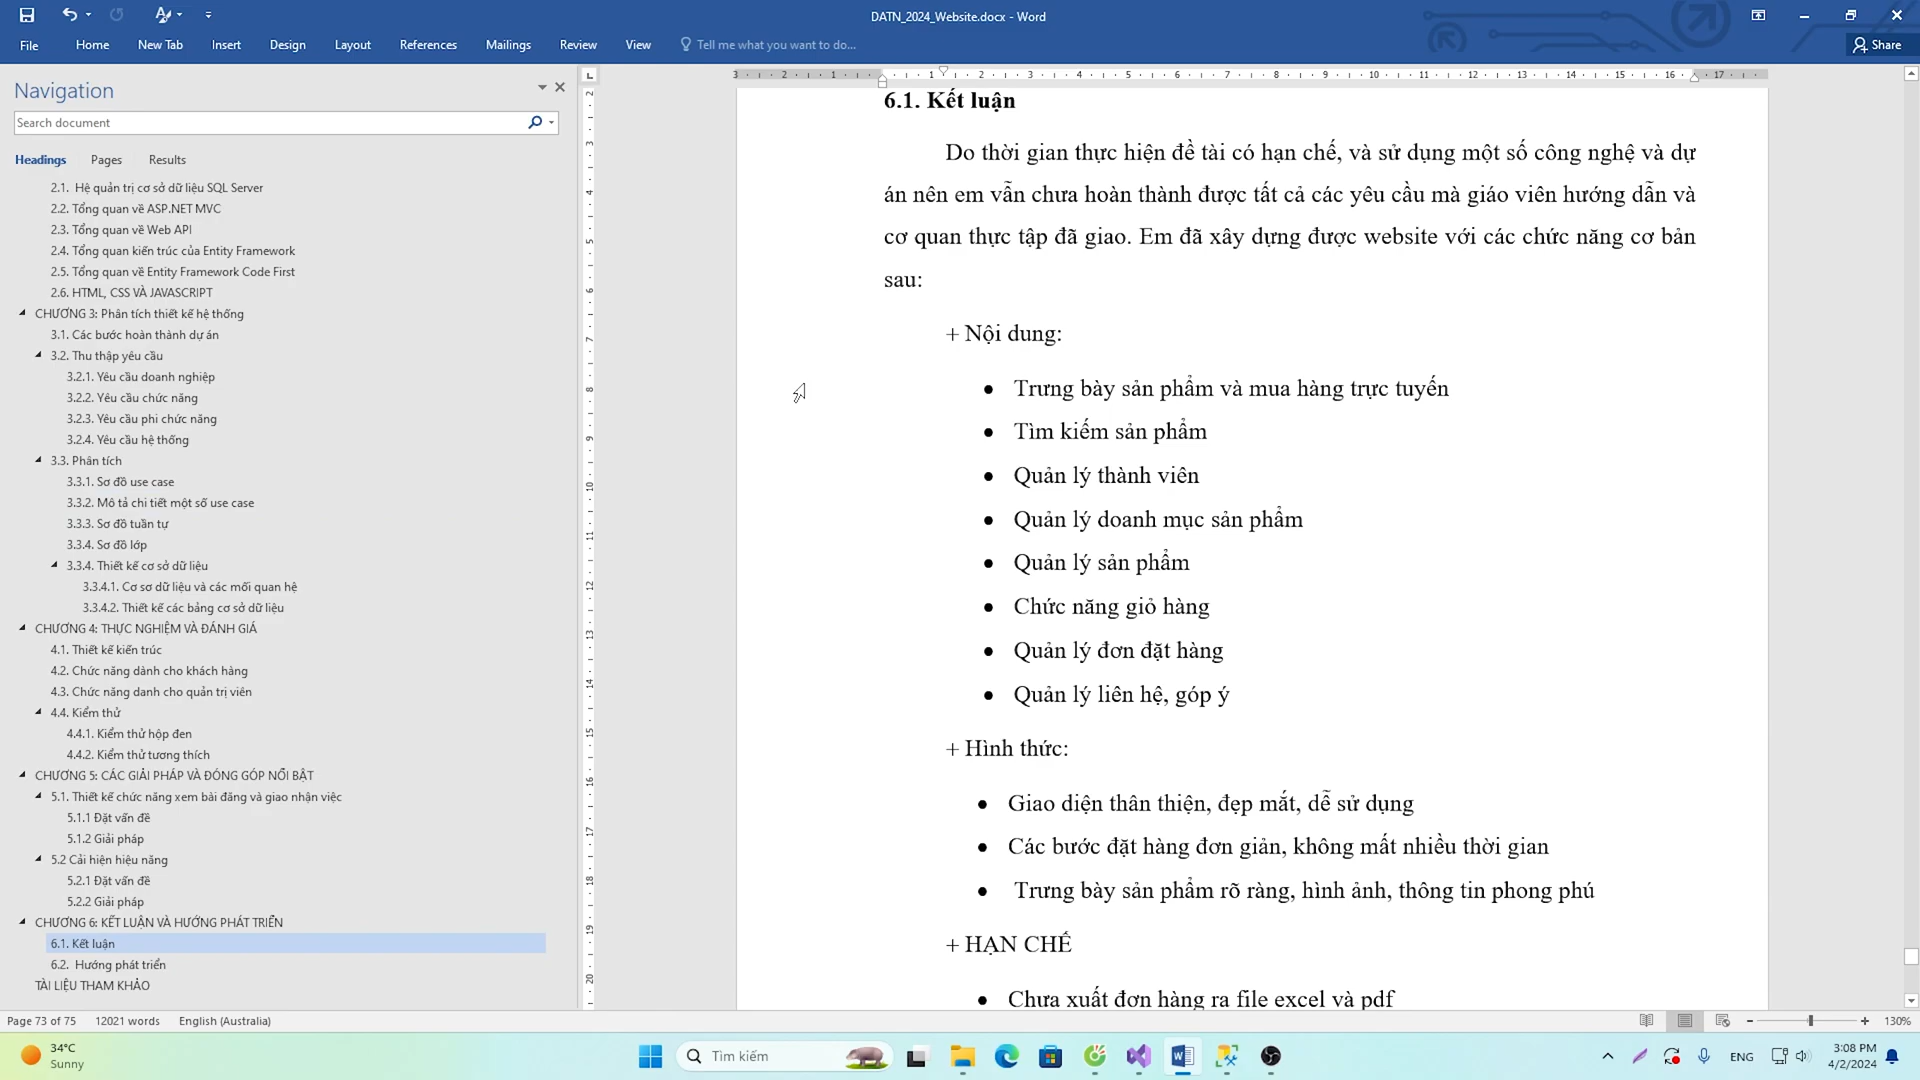 DATN_2024_Website.docx - Word
File Home New Tab Insert Design Layout References Mailings Review View Tell me what you want to do... Share
Navigation
Search document
Headings Pages Results
2.1. Hệ quản trị cơ sở dữ liệu SQL Server
2.2. Tổng quan về ASP.NET MVC
2.3. Tổng quan về Web API
2.4. Tổng quan kiến trúc của Entity Framework
2.5. Tổng quan về Entity Framework Code First
2.6. HTML, CSS VÀ JAVASCRIPT
CHƯƠNG 3: Phân tích thiết kế hệ thống
3.1. Các bước hoàn thành dự án
3.2. Thu thập yêu cầu
3.2.1. Yêu cầu doanh nghiệp
3.2.2. Yêu cầu chức năng
3.2.3. Yêu cầu phi chức năng
3.2.4. Yêu cầu hệ thống
3.3. Phân tích
3.3.1. Sơ đồ use case
3.3.2. Mô tả chi tiết một số use case
3.3.3. Sơ đồ tuần tự
3.3.4. Sơ đồ lớp
3.3.4. Thiết kế cơ sở dữ liệu
3.3.4.1. Cơ sơ dữ liệu và các mối quan hệ
3.3.4.2. Thiết kế các bảng cơ sở dữ liệu
CHƯƠNG 4: THỰC NGHIỆM VÀ ĐÁNH GIÁ
4.1. Thiết kế kiến trúc
4.2. Chức năng dành cho khách hàng
4.3. Chức năng danh cho quản trị viên
4.4. Kiểm thử
4.4.1. Kiểm thử hộp đen
4.4.2. Kiểm thử tương thích
CHƯƠNG 5: CÁC GIẢI PHÁP VÀ ĐÓNG GÓP NỔI BẬT
5.1. Thiết kế chức năng xem bài đăng và giao nhận việc
5.1.1 Đặt vấn đề
5.1.2 Giải pháp
5.2 Cải hiện hiệu năng
5.2.1 Đặt vấn đề
5.2.2 Giải pháp
CHƯƠNG 6: KẾT LUẬN VÀ HƯỚNG PHÁT TRIỂN
6.1. Kết luận
6.2. Hướng phát triển
TÀI LIỆU THAM KHẢO
6.1. Kết luận
Do thời gian thực hiện đề tài có hạn chế, và sử dụng một số công nghệ và dự
án nên em vẫn chưa hoàn thành được tất cả các yêu cầu mà giáo viên hướng dẫn và
cơ quan thực tập đã giao. Em đã xây dựng được website với các chức năng cơ bản
sau:
+ Nội dung:
• Trưng bày sản phẩm và mua hàng trực tuyến
• Tìm kiếm sản phẩm
• Quản lý thành viên
• Quản lý doanh mục sản phẩm
• Quản lý sản phẩm
• Chức năng giỏ hàng
• Quản lý đơn đặt hàng
• Quản lý liên hệ, góp ý
+ Hình thức:
• Giao diện thân thiện, đẹp mắt, dễ sử dụng
• Các bước đặt hàng đơn giản, không mất nhiều thời gian
• Trưng bày sản phẩm rõ ràng, hình ảnh, thông tin phong phú
+ HẠN CHẾ
• Chưa xuất đơn hàng ra file excel và pdf
Page 73 of 75 12021 words English (Australia) 130%
34°C
Sunny
Tìm kiếm
ENG
3:08 PM
4/2/2024